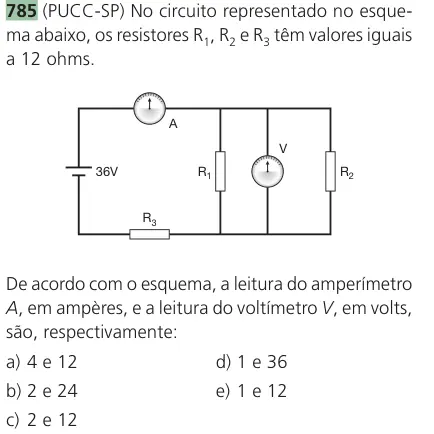 785 (PUCC-SP) No circuito representado no esque-
ma abaixo, os resistores R1, R2 e R3 têm valores iguais
a 12 ohms.
A
V
36V
R1
R2
R3
De acordo com o esquema, a leitura do amperímetro
A, em ampères, e a leitura do voltímetro V, em volts,
são, respectivamente:
a) 4 e 12
d) 1 e 36
b) 2 e 24
e) 1 e 12
c) 2 e 12